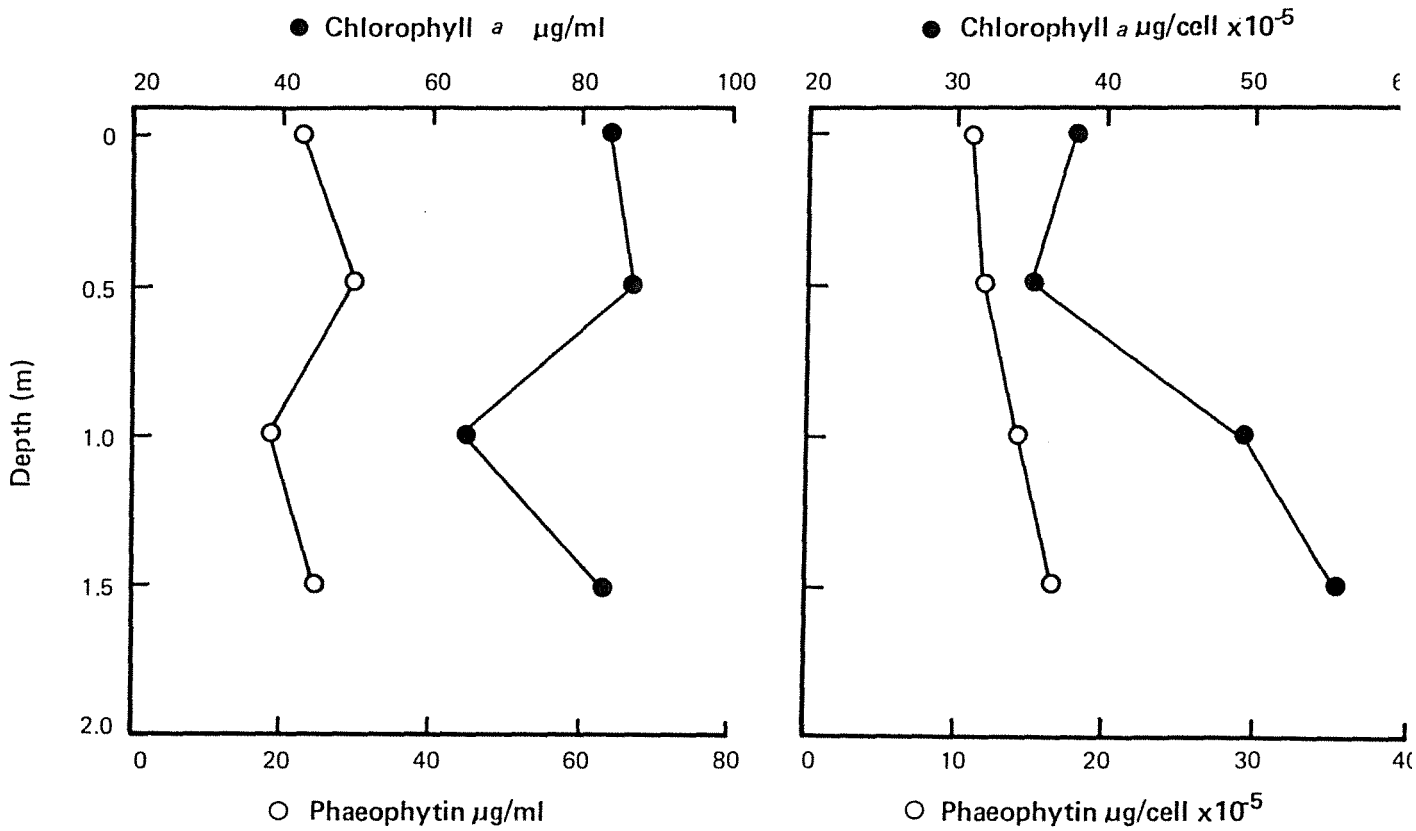 ● Chlorophyll a µg/ml
20 40 60 80 100
0
0.5
1.0
1.5
2.0
Depth (m)
0 20 40 60 80
○ Phaeophytin µg/ml
● Chlorophyll a µg/cell x10-5
20 30 40 50
0 10 20 30
○ Phaeophytin µg/cell x10-5